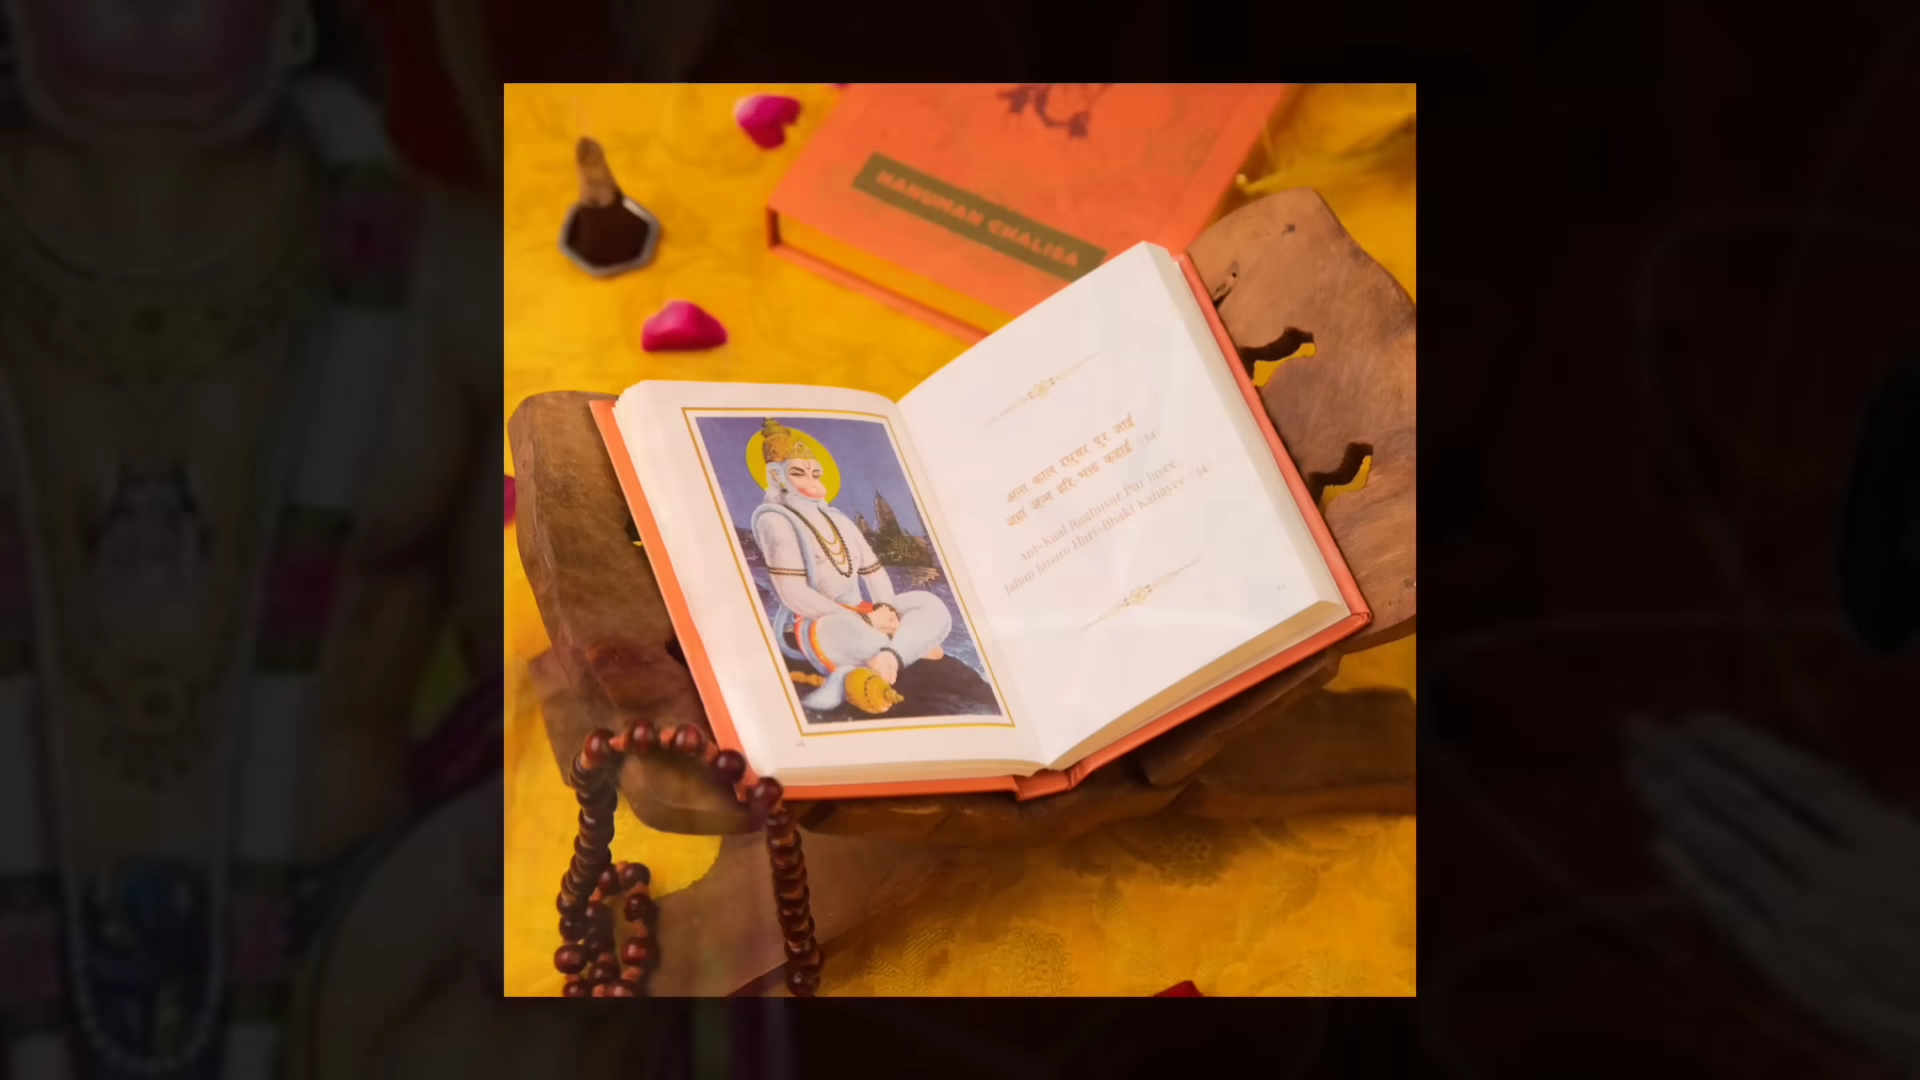 HANUMAN CHALISA
अन्त काल रघुवर पुर जाई
जहां जन्म हरि-भक्त कहाई ॥34॥
Ant-Kaal Raghuvar Pur Jayee,
Jahan Janam Hari-Bhakt Kahayee ॥34॥